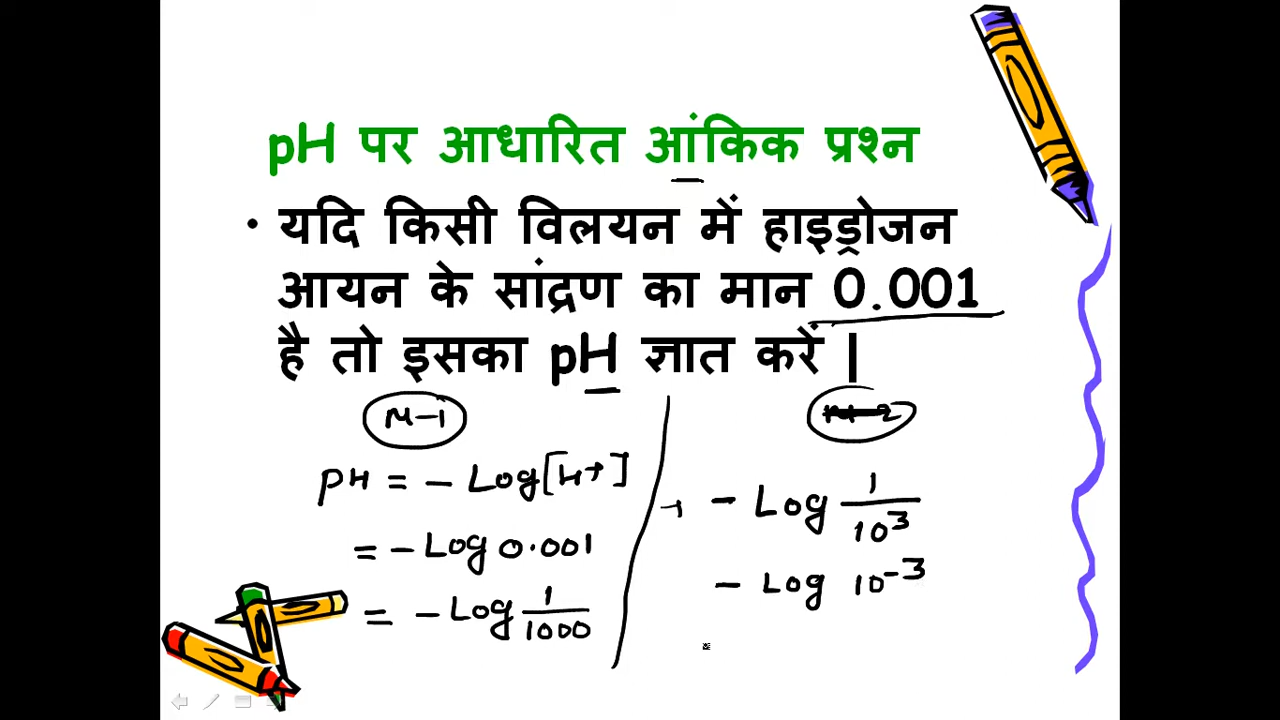 pH पर आधारित आंकिक प्रश्न
• यदि किसी विलयन में हाइड्रोजन
आयन के सांद्रण का मान 0.001
है तो इसका pH ज्ञात करें |
M-1
PH = - Log[H+]
= - Log 0.001
= - Log 1/1000
- Log 1/10³
- Log 10⁻³